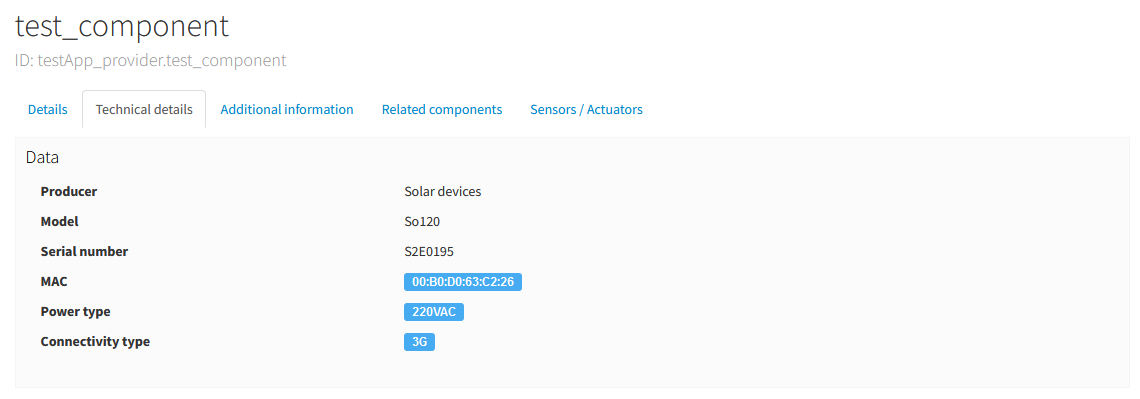 test_component
ID: testApp_provider.test_component
Details Technical details Additional information Related components Sensors / Actuators
Data
Producer Solar devices
Model So120
Serial number S2E0195
MAC 00:B0:D0:63:C2:26
Power type 220VAC
Connectivity type 3G